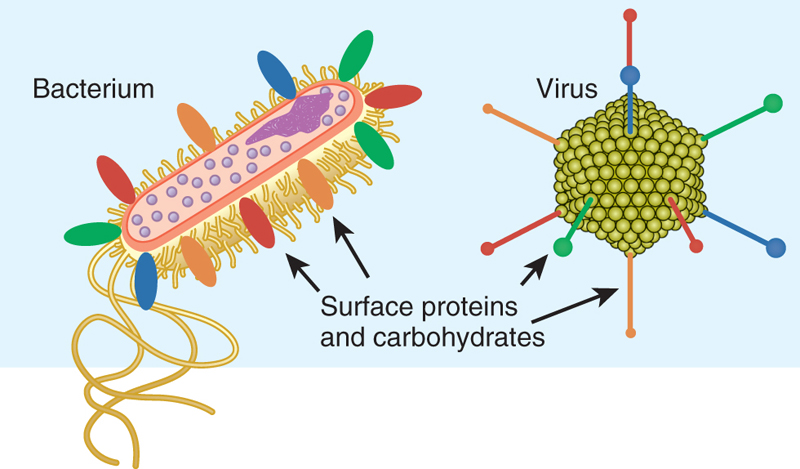 Bacterium
Virus
Surface proteins
and carbohydrates